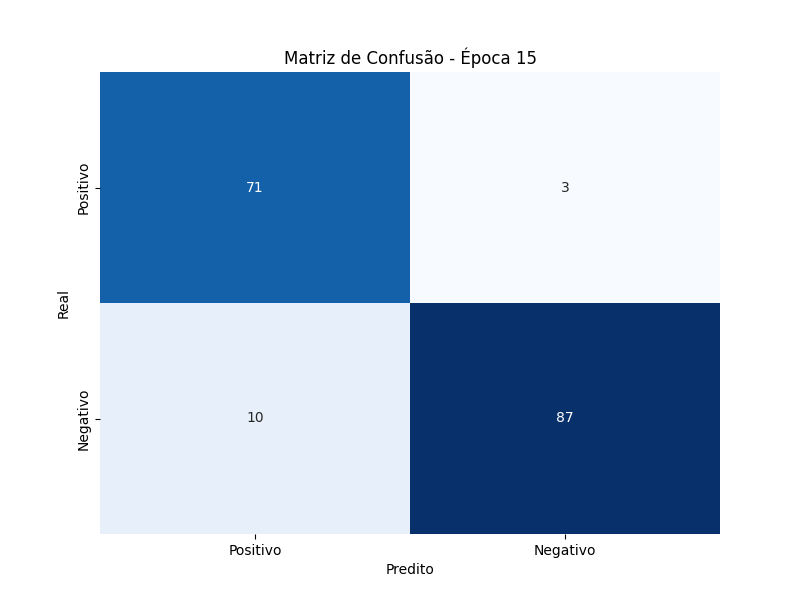 Matriz de Confusão - Época 15
Real
Positivo
71
3
Negativo
10
87
Positivo
Negativo
Predito